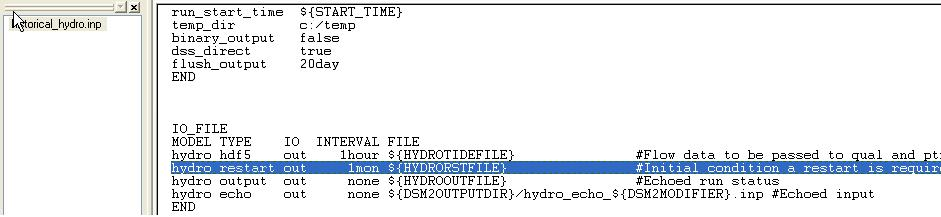 historical_hydro.inp
run_start_time ${START_TIME}
temp_dir c:/temp
binary_output false
dss_direct true
flush_output 20day
END
IO_FILE
MODEL TYPE IO INTERVAL FILE
hydro hdf5 out 1hour ${HYDROTIDEFILE} #Flow data to be passed to qual and
hydro restart out 1mon ${HYDRORSTFILE} #Initial condition a restart is
hydro output out none ${HYDROOUTFILE} #Echoed run status
hydro echo out none ${DSM2OUTPUTDIR}/hydro_echo_${DSM2MODIFIER}.inp #Echoed input
END